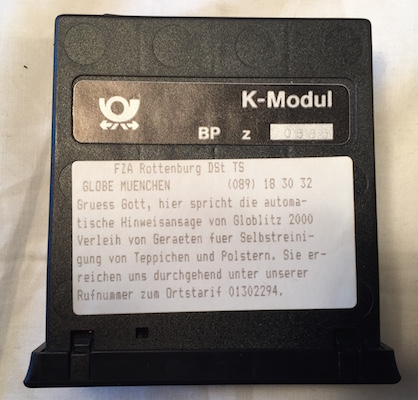 K-Modul
BP z
FZA Rottenburg DSt TS
GLOBE MUENCHEN (089) 18 30 32
Gruess Gott, hier spricht die automa-
tische Hinweisansage von Globlitz 2000
Verleih von Geraeten fuer Selbstreini-
gung von Teppichen und Polstern. Sie er-
reichen uns durchgehend unter unserer
Rufnummer zum Ortstarif 01302294.